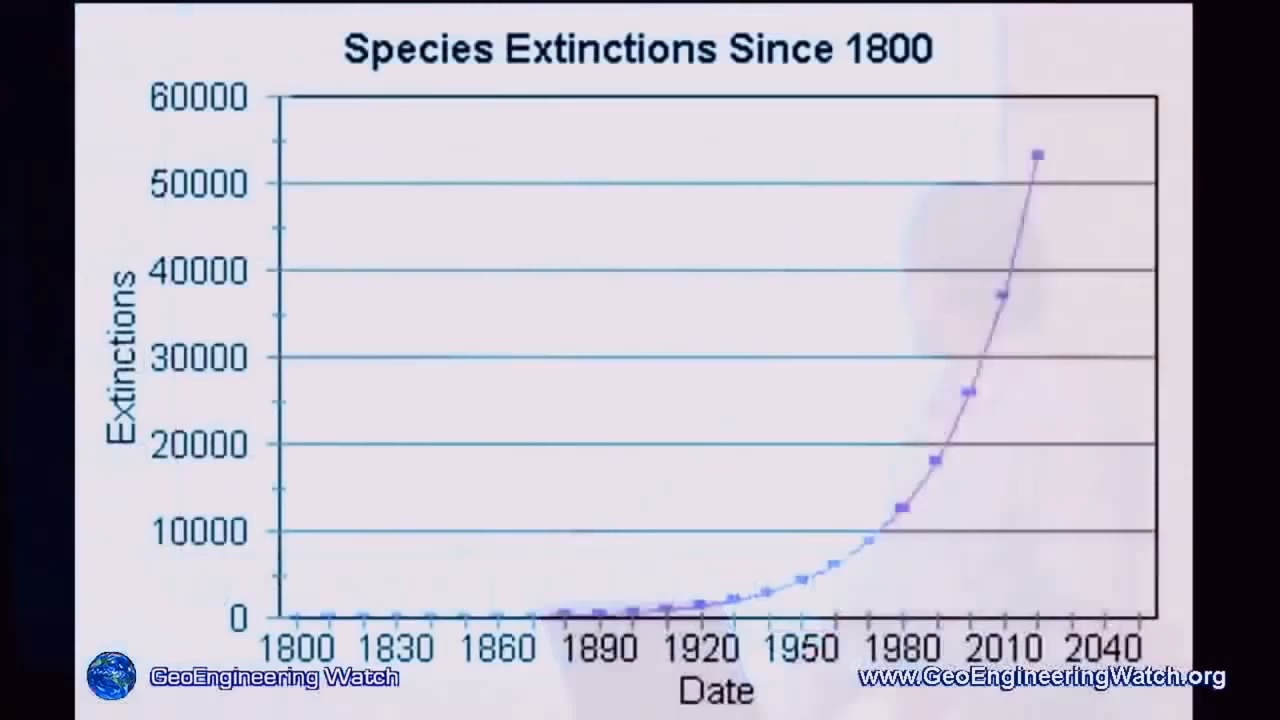 Species Extinctions Since 1800
60000
50000
40000
30000
20000
10000
0
Extinctions
1800 1830 1860 1890 1920 1950 1980 2010 2040
Date
GeoEngineering Watch
www.GeoEngineeringWatch.org